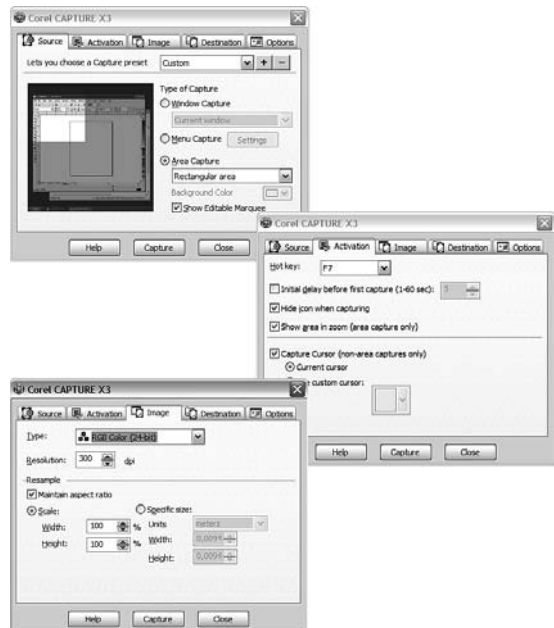 Corel CAPTURE X3
Source Activation Image Destination Options
Lets you choose a Capture preset Custom + −
Type of Capture
Window Capture
Current window
Menu Capture Settings
Area Capture
Rectangular area
Background Color
Show Editable Marquee
Help Capture Close
Corel CAPTURE X3
Source Activation Image Destination Options
Hot key: F7
Initial delay before first capture (1-60 sec): 5
Hide icon when capturing
Show area in zoom (area capture only)
Capture Cursor (non-area captures only)
Current cursor
custom cursor:
Help Capture Close
Corel CAPTURE X3
Source Activation Image Destination Options
Type: RGB Color (24-bit)
Resolution: 300 dpi
Resample
Maintain aspect ratio
Scale: Specific size:
Width: 100 % Units meters
Height: 100 % Width:
Height:
Help Capture Close